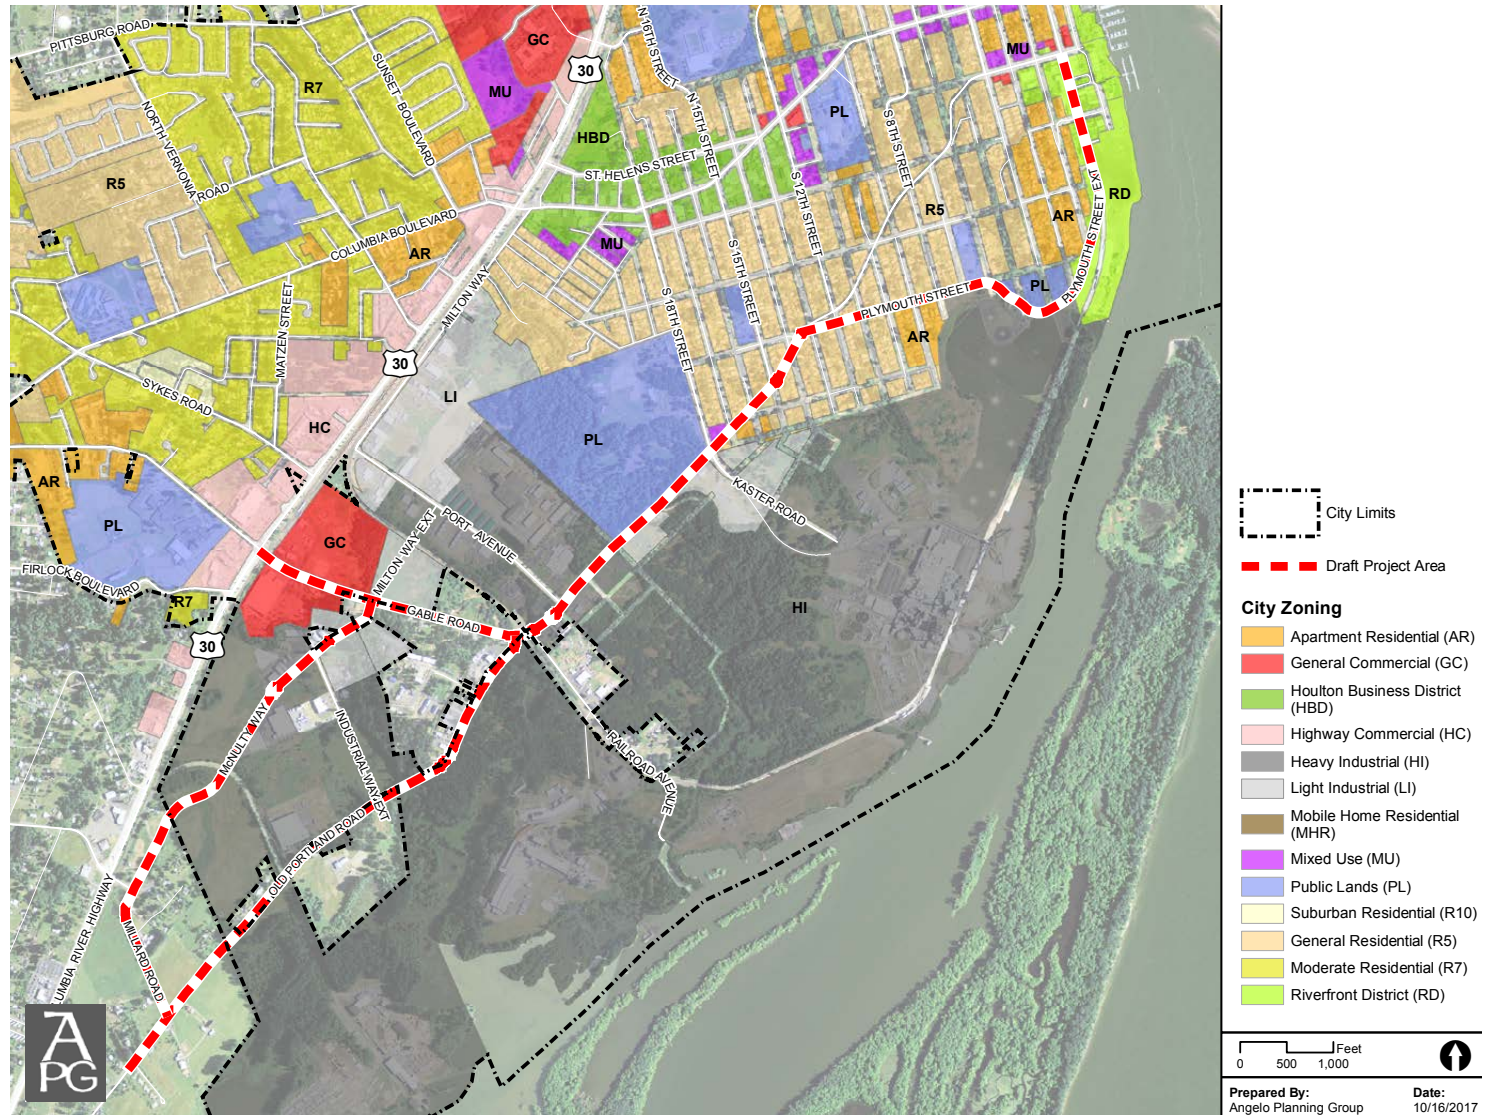 PITTSBURG ROAD
NORTH VERNONIA
ROAD
SUNSET BOULEVARD
R7
R5
GC
MU
30
HBD
ST. HELENS STREET
N 16TH STREET
N 15TH STREET
PL
MU
S 8TH STREET
S 12TH STREET
S 15TH STREET
S 18TH STREET
R5
AR
RD
PLYMOUTH STREET EXT
PL
PLYMOUTH STREET
AR
MU
COLUMBIA BOULEVARD
AR
MILTON WAY
MATZEN STREET
30
SYKES ROAD
LI
HC
PL
AR
PL
KASTER ROAD
GC
MILTON WAY EXT
PORT AVENUE
FIRLOCK BOULEVARD
R7
GABLE ROAD
HI
30
McNULTY WAY
INDUSTRIAL WAY EXT
RAILROAD AVENUE
OLD PORTLAND ROAD
MILLARD ROAD
LUMBIA RIVER HIGHWAY
A
PG
City Limits
Draft Project Area
City Zoning
Apartment Residential (AR)
General Commercial (GC)
Houlton Business District
(HBD)
Highway Commercial (HC)
Heavy Industrial (HI)
Light Industrial (LI)
Mobile Home Residential
(MHR)
Mixed Use (MU)
Public Lands (PL)
Suburban Residential (R10)
General Residential (R5)
Moderate Residential (R7)
Riverfront District (RD)
Feet
0 500 1,000
Prepared By:
Angelo Planning Group
Date:
10/16/2017